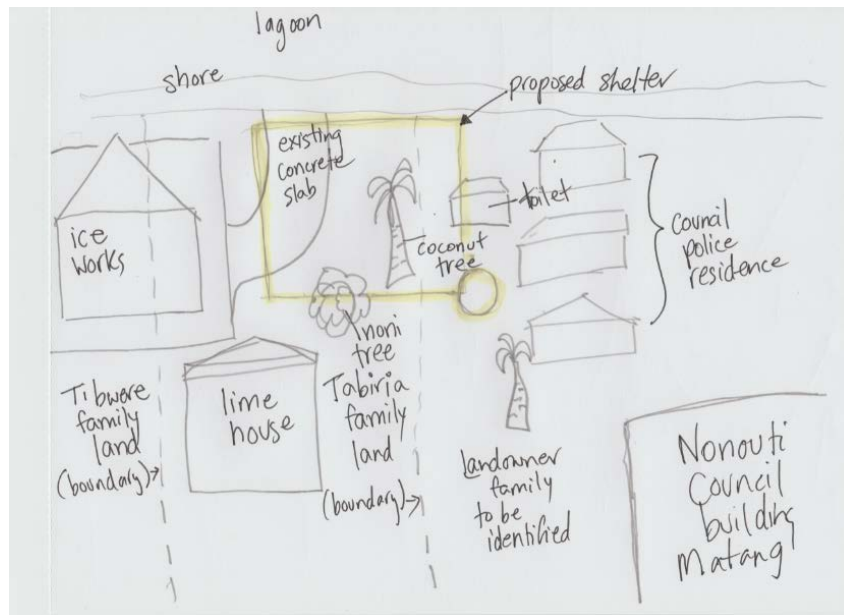 lagoon
shore
proposed shelter
existing
concrete
slab
ice
works
coconut
tree
toilet
Council
police
residence
noni
tree
Tibwere
family
land
(boundary)→
lime
house
Tabiria
family
land
(boundary)→
Landowner
family
to be
identified
Nonouti
Council
building
Matang